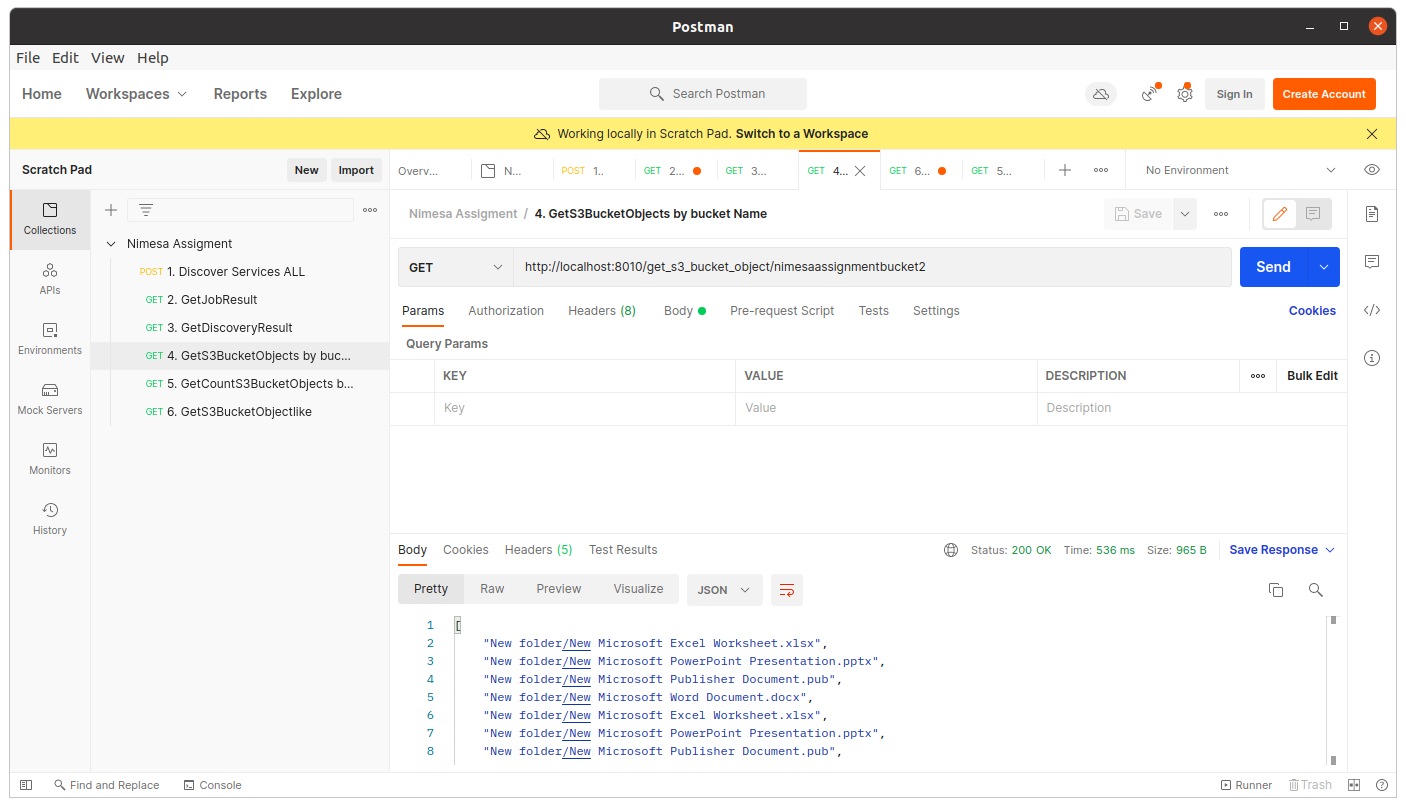 Postman
File Edit View Help
Home Workspaces Reports Explore Search Postman Sign In Create Account
Working locally in Scratch Pad. Switch to a Workspace
Scratch Pad New Import Overv... N... POST 1.. GET 2... GET 3... GET 4... GET 6... GET 5... No Environment
Collections
APIs
Environments
Mock Servers
Monitors
History
Nimesa Assigment
POST 1. Discover Services ALL
GET 2. GetJobResult
GET 3. GetDiscoveryResult
GET 4. GetS3BucketObjects by buc...
GET 5. GetCountS3BucketObjects b...
GET 6. GetS3BucketObjectlike
Nimesa Assigment / 4. GetS3BucketObjects by bucket Name Save
GET http://localhost:8010/get_s3_bucket_object/nimesaassignmentbucket2 Send
Params Authorization Headers (8) Body Pre-request Script Tests Settings Cookies
Query Params
KEY VALUE DESCRIPTION Bulk Edit
Key Value Description
Body Cookies Headers (5) Test Results Status: 200 OK Time: 536 ms Size: 965 B Save Response
Pretty Raw Preview Visualize JSON
1 [
2 "New folder/New Microsoft Excel Worksheet.xlsx",
3 "New folder/New Microsoft PowerPoint Presentation.pptx",
4 "New folder/New Microsoft Publisher Document.pub",
5 "New folder/New Microsoft Word Document.docx",
6 "New folder/New Microsoft Excel Worksheet.xlsx",
7 "New folder/New Microsoft PowerPoint Presentation.pptx",
8 "New folder/New Microsoft Publisher Document.pub",
Find and Replace Console Runner Trash